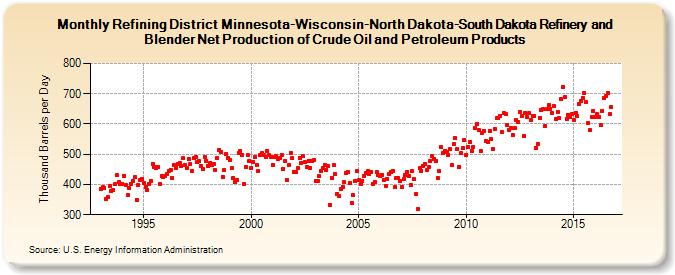 Monthly Refining District Minnesota-Wisconsin-North Dakota-South Dakota Refinery and
Blender Net Production of Crude Oil and Petroleum Products
Thousand Barrels per Day
800
700
600
500
400
300
1995
2000
2005
2010
2015
Source: U.S. Energy Information Administration